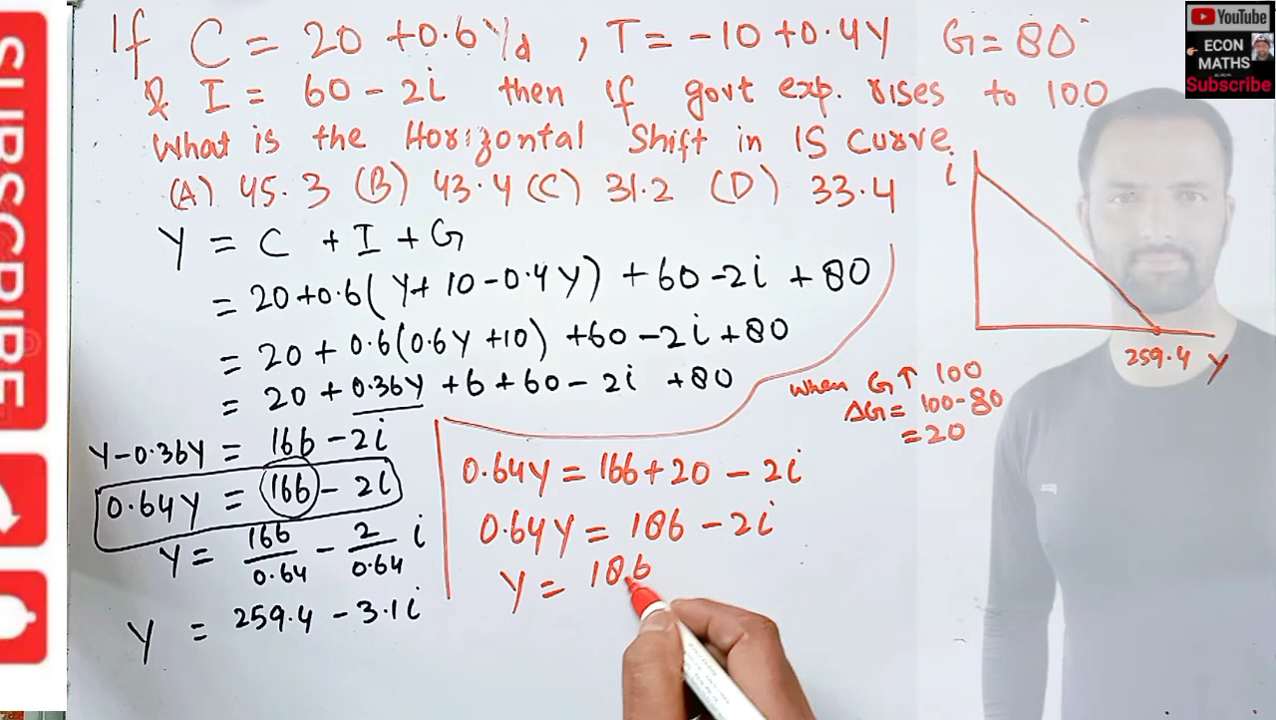 If C = 20 + 0.6Yd , T = -10 + 0.4Y G = 80
& I = 60 - 2i then if govt exp. rises to 100
What is the Horizontal Shift in IS curve.
(A) 45.3 (B) 43.4 (C) 31.2 (D) 33.4
Y = C + I + G
= 20 + 0.6( Y + 10 - 0.4Y) + 60 - 2i + 80
= 20 + 0.6(0.6Y + 10) + 60 - 2i + 80
= 20 + 0.36Y + 6 + 60 - 2i + 80
Y - 0.36Y = 166 - 2i
0.64Y = 166 - 2i
Y = 166/0.64 - 2/0.64 i
Y = 259.4 - 3.1i
when G↑ 100
ΔG = 100 - 80
= 20
0.64Y = 166 + 20 - 2i
0.64Y = 186 - 2i
Y = 186
i
259.4 Y
YouTube
ECON
MATHS
Subscribe
SUBSCRIBE